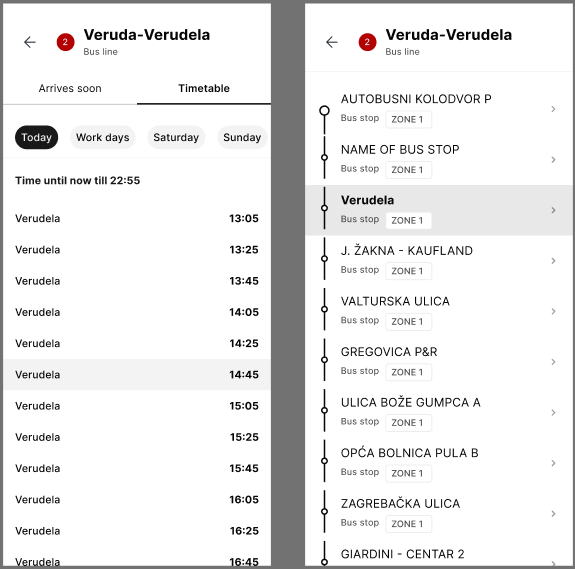 2
Veruda-Verudela
Bus line
Arrives soon
Timetable
Today
Work days
Saturday
Sunday
Time until now till 22:55
Verudela 13:05
Verudela 13:25
Verudela 13:45
Verudela 14:05
Verudela 14:25
Verudela 14:45
Verudela 15:05
Verudela 15:25
Verudela 15:45
Verudela 16:05
Verudela 16:25
Verudela 16:45
2
Veruda-Verudela
Bus line
AUTOBUSNI KOLODVOR P
Bus stop ZONE 1
NAME OF BUS STOP
Bus stop ZONE 1
Verudela
Bus stop ZONE 1
J. ŽAKNA - KAUFLAND
Bus stop ZONE 1
VALTURSKA ULICA
Bus stop ZONE 1
GREGOVICA P&R
Bus stop ZONE 1
ULICA BOŽE GUMPCA A
Bus stop ZONE 1
OPĆA BOLNICA PULA B
Bus stop ZONE 1
ZAGREBAČKA ULICA
Bus stop ZONE 1
GIARDINI - CENTAR 2